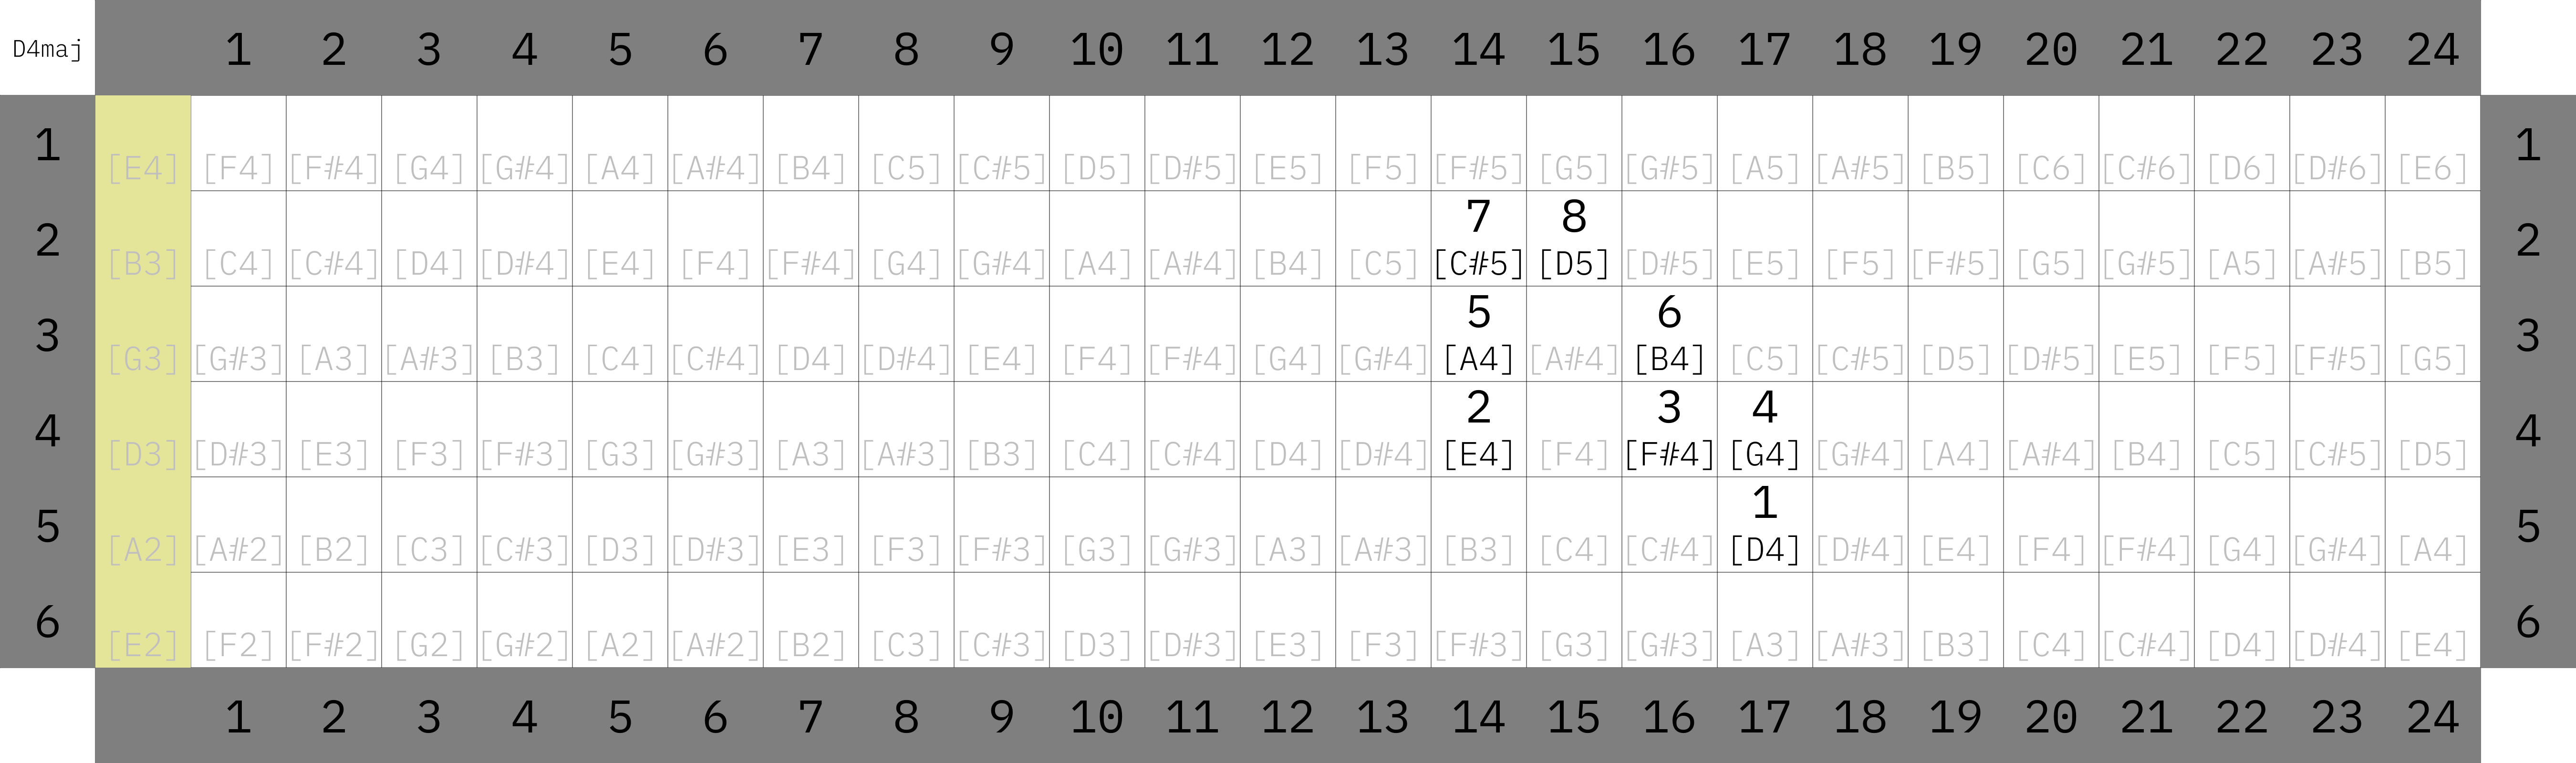 D4maj 1 2 3 4 5 6 7 8 9 10 11 12 13 14 15 16 17 18 19 20 21 22 23 24
1 [E4] [F4] [F#4] [G4] [G#4] [A4] [A#4] [B4] [C5] [C#5] [D5] [D#5] [E5] [F5] [F#5] [G5] [G#5] [A5] [A#5] [B5] [C6] [C#6] [D6] [D#6] [E6] 1
7 8
2 [B3] [C4] [C#4] [D4] [D#4] [E4] [F4] [F#4] [G4] [G#4] [A4] [A#4] [B4] [C5] [C#5] [D5] [D#5] [E5] [F5] [F#5] [G5] [G#5] [A5] [A#5] [B5] 2
5 6
3 [G3] [G#3] [A3] [A#3] [B3] [C4] [C#4] [D4] [D#4] [E4] [F4] [F#4] [G4] [G#4] [A4] [A#4] [B4] [C5] [C#5] [D5] [D#5] [E5] [F5] [F#5] [G5] 3
2 3 4
4 [D3] [D#3] [E3] [F3] [F#3] [G3] [G#3] [A3] [A#3] [B3] [C4] [C#4] [D4] [D#4] [E4] [F4] [F#4] [G4] [G#4] [A4] [A#4] [B4] [C5] [C#5] [D5] 4
1
5 [A2] [A#2] [B2] [C3] [C#3] [D3] [D#3] [E3] [F3] [F#3] [G3] [G#3] [A3] [A#3] [B3] [C4] [C#4] [D4] [D#4] [E4] [F4] [F#4] [G4] [G#4] [A4] 5
6 [E2] [F2] [F#2] [G2] [G#2] [A2] [A#2] [B2] [C3] [C#3] [D3] [D#3] [E3] [F3] [F#3] [G3] [G#3] [A3] [A#3] [B3] [C4] [C#4] [D4] [D#4] [E4] 6
1 2 3 4 5 6 7 8 9 10 11 12 13 14 15 16 17 18 19 20 21 22 23 24